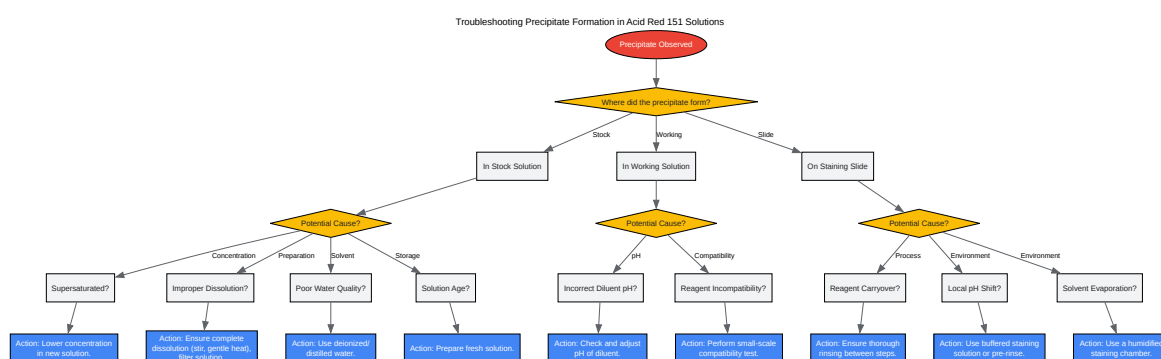 Troubleshooting Precipitate Formation in Acid Red 151 Solutions
Precipitate Observed
Where did the precipitate form?
Stock
Working
Slide
In Stock Solution
In Working Solution
On Staining Slide
Potential Cause?
Potential Cause?
Potential Cause?
Concentration
Preparation
Solvent
Storage
pH
Compatibility
Process
Environment
Environment
Supersaturated?
Improper Dissolution?
Poor Water Quality?
Solution Age?
Incorrect Diluent pH?
Reagent Incompatibility?
Reagent Carryover?
Local pH Shift?
Solvent Evaporation?
Action: Lower concentration
in new solution.
Action: Ensure complete
dissolution (stir, gentle heat),
filter solution.
Action: Use deionized/
distilled water.
Action: Prepare fresh solution.
Action: Check and adjust
pH of diluent.
Action: Perform small-scale
compatibility test.
Action: Ensure thorough
rinsing between steps.
Action: Use buffered staining
solution or pre-rinse.
Action: Use a humidified
staining chamber.